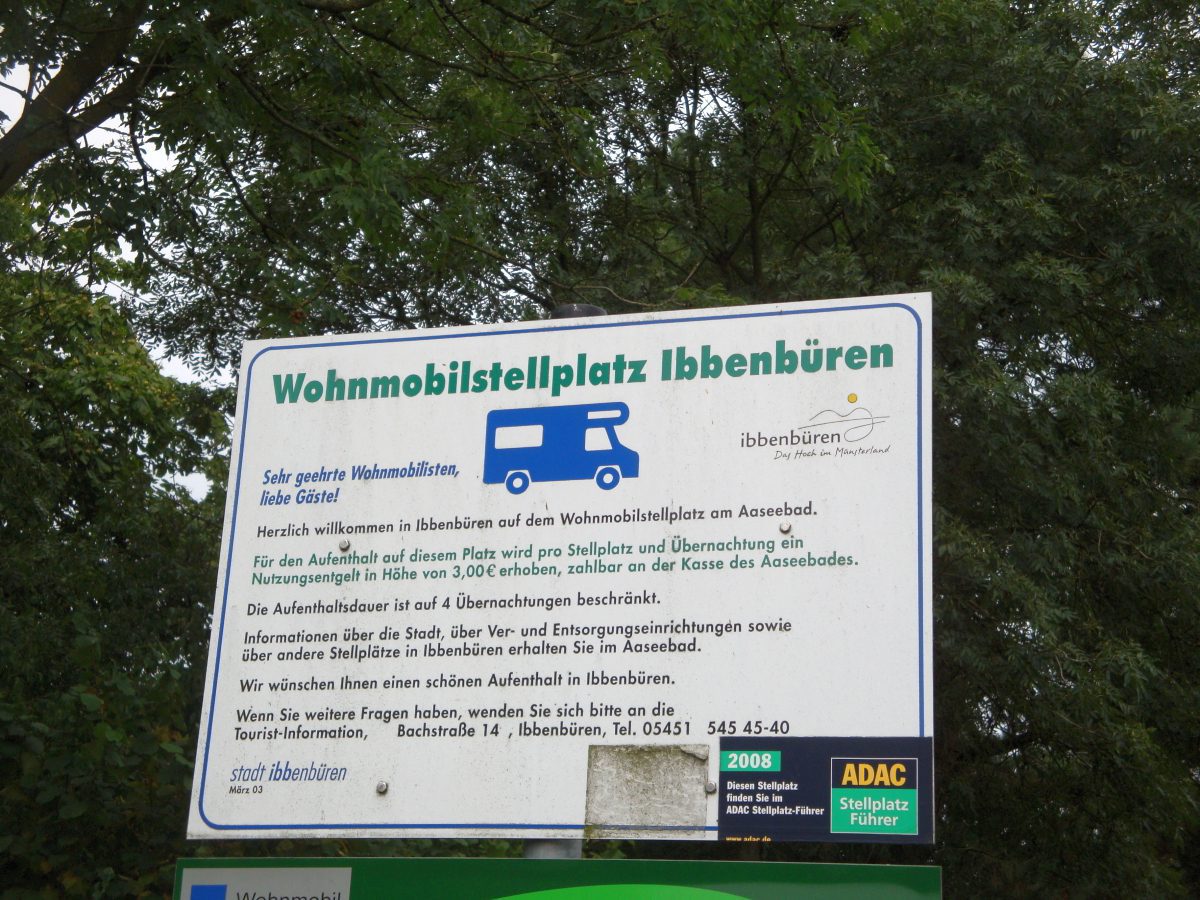 Wohnmobilstellplatz Ibbenbüren
ibbenbüren
Das Hoch im Münsterland
Sehr geehrte Wohnmobilisten,
liebe Gäste!
Herzlich willkommen in Ibbenbüren auf dem Wohnmobilstellplatz am Aaseebad.
Für den Aufenthalt auf diesem Platz wird pro Stellplatz und Übernachtung ein
Nutzungsentgelt in Höhe von 3,00€ erhoben, zahlbar an der Kasse des Aaseebades.
Die Aufenthaltsdauer ist auf 4 Übernachtungen beschränkt.
Informationen über die Stadt, über Ver- und Entsorgungseinrichtungen sowie
über andere Stellplätze in Ibbenbüren erhalten Sie im Aaseebad.
Wir wünschen Ihnen einen schönen Aufenthalt in Ibbenbüren.
Wenn Sie weitere Fragen haben, wenden Sie sich bitte an die
Tourist-Information, Bachstraße 14 , Ibbenbüren, Tel. 05451 545 45-40
stadt ibbenbüren
März 03
2008
Diesen Stellplatz
finden Sie im
ADAC Stellplatz-Führer
www.adac.de
ADAC
Stellplatz
Führer
Wohnmobil